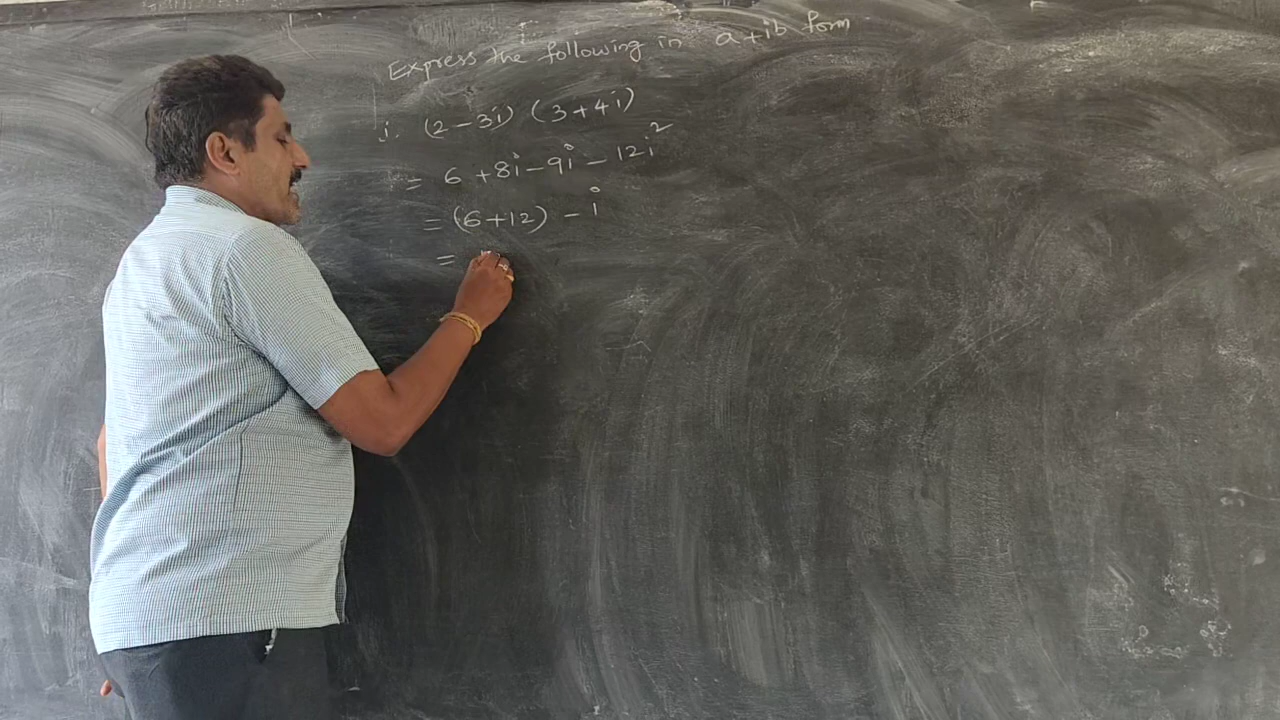 Express the following in a+ib form
i. (2-3i) (3+4i)
= 6 +8i-9i-12i²
= (6+12) - i
=